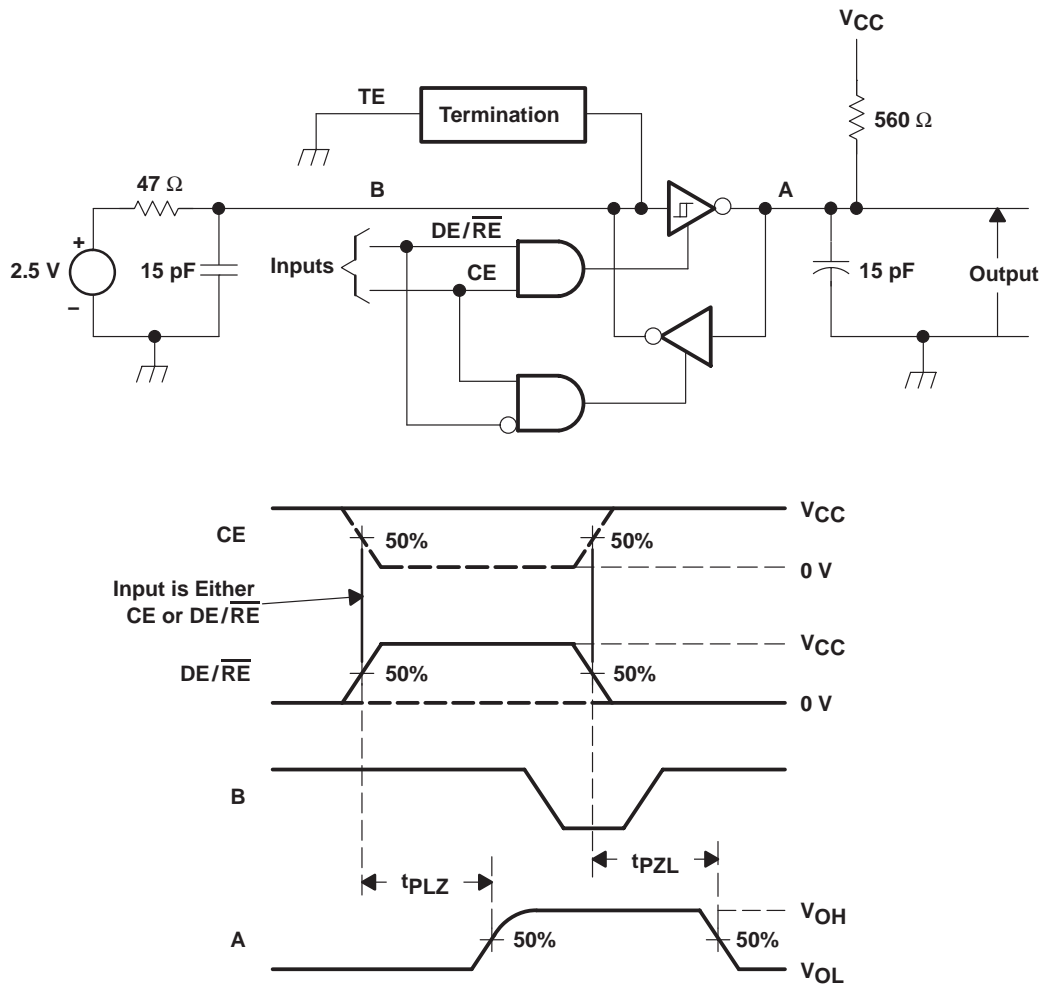 VCC
TE
Termination
560 Ω
47 Ω
B
A
DE/RE
+
2.5 V
–
15 pF
Inputs
CE
15 pF
Output
CE
50%
50%
VCC
0 V
Input is Either
CE or DE/RE
VCC
DE/RE
50%
50%
0 V
B
tPLZ
tPZL
VOH
A
50%
50%
VOL